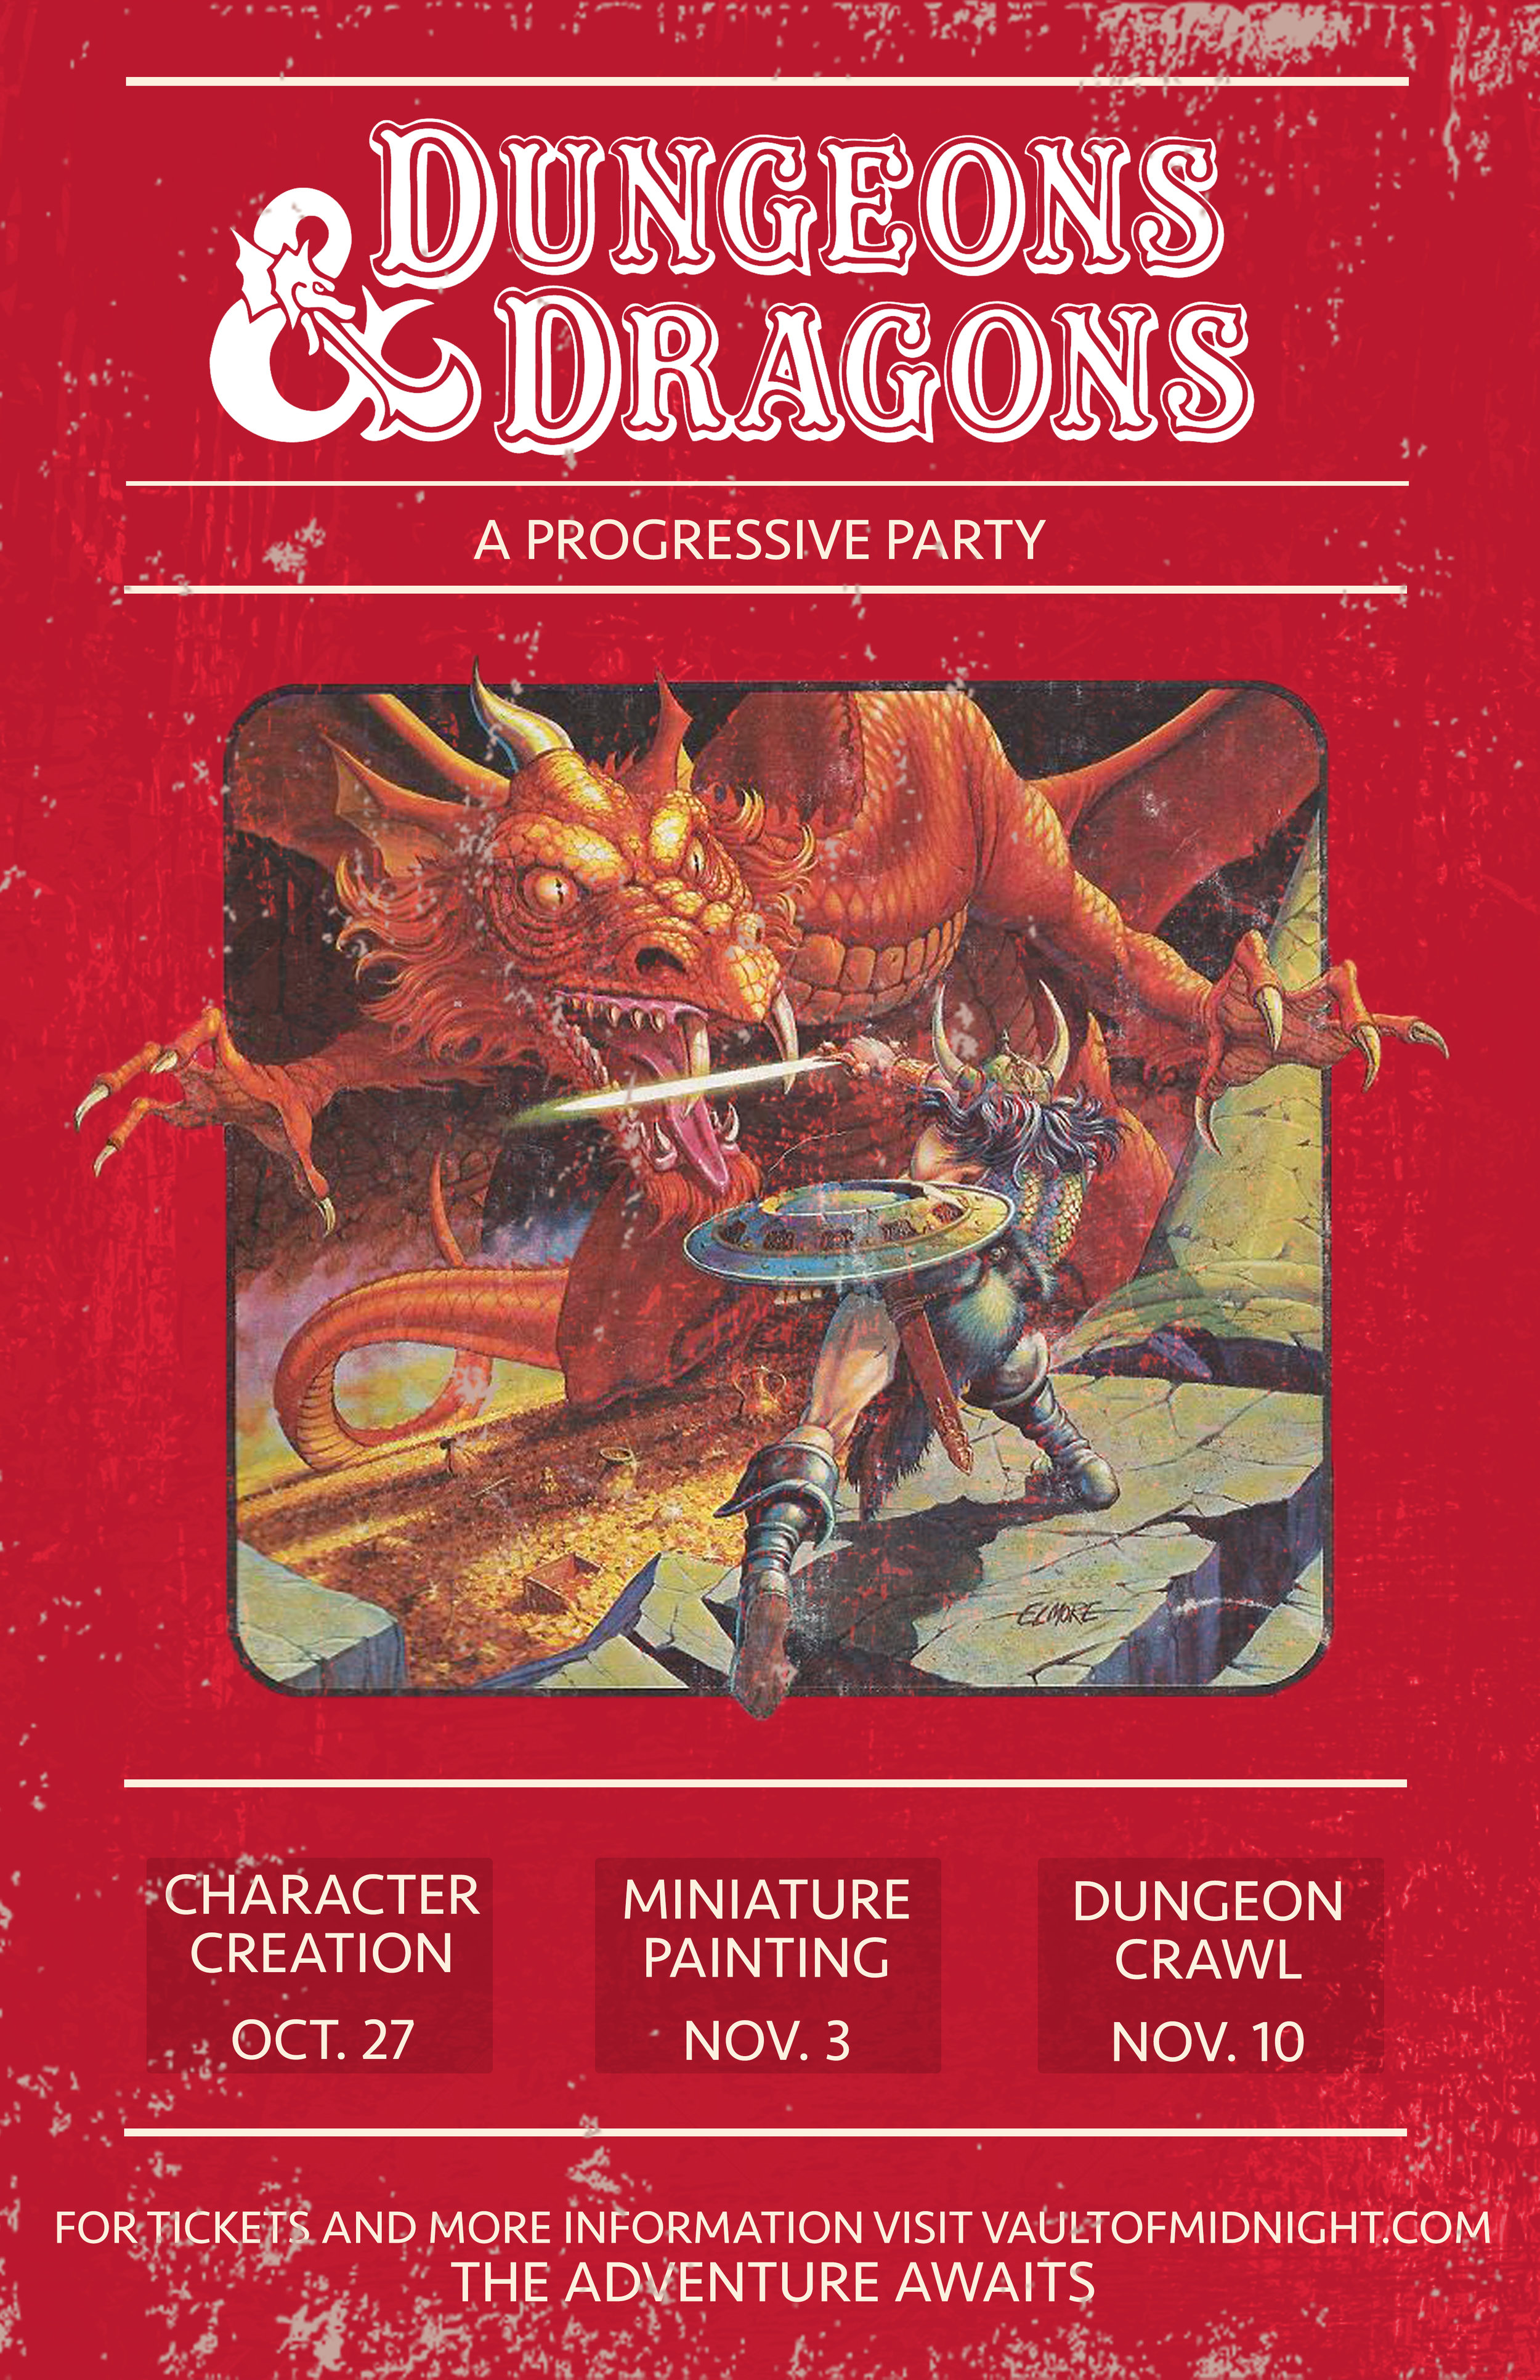 DUNGEONS
& DRAGONS
A PROGRESSIVE PARTY
ELMORE
CHARACTER
CREATION
OCT. 27
MINIATURE
PAINTING
NOV. 3
DUNGEON
CRAWL
NOV. 10
FOR TICKETS AND MORE INFORMATION VISIT VAULTOFMIDNIGHT.COM
THE ADVENTURE AWAITS